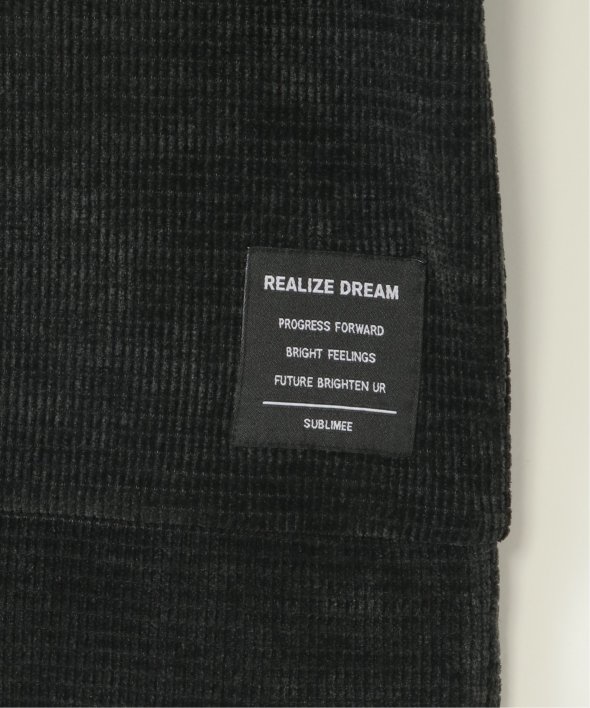 REALIZE DREAM
PROGRESS FORWARD
BRIGHT FEELINGS
FUTURE BRIGHTEN UR
SUBLIMEE